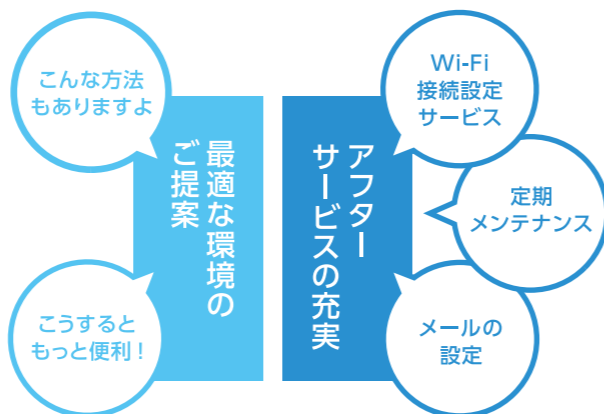 こんな方法
もありますよ
最適な環境の
ご提案
こうすると
もっと便利！
アフター
サービスの充実
Wi-Fi
接続設定
サービス
定期
メンテナンス
メールの
設定